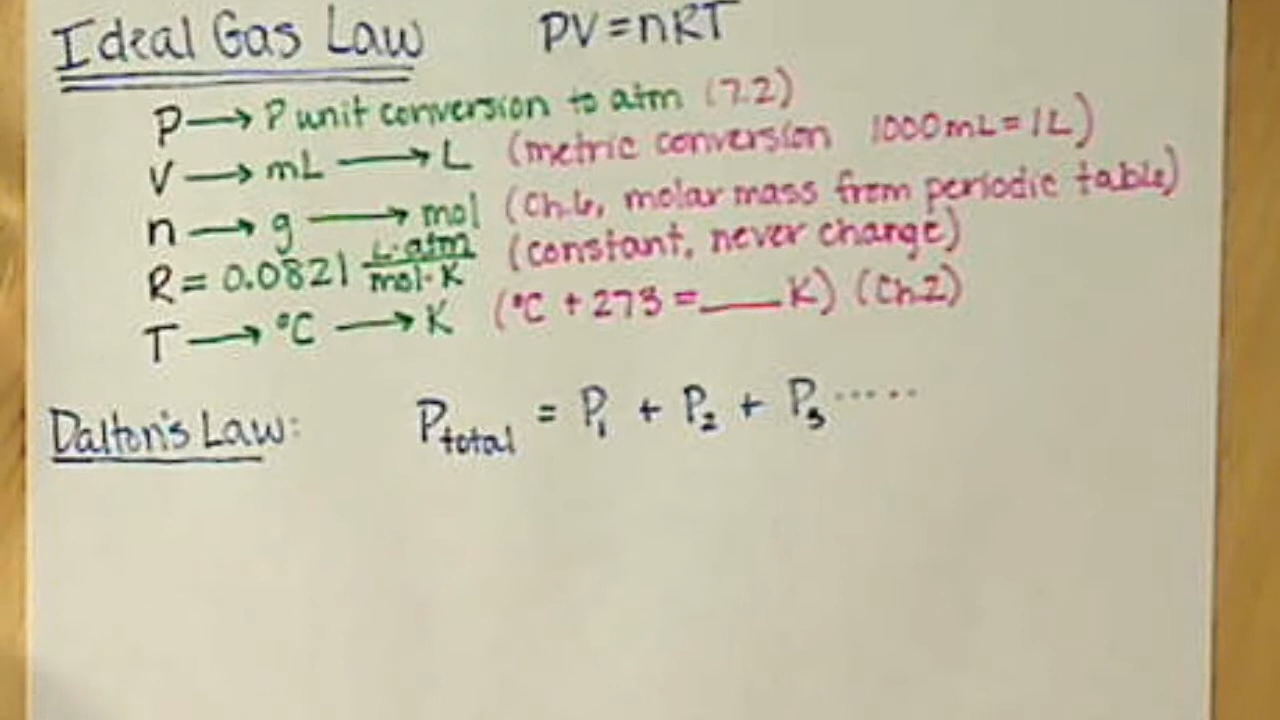 Ideal Gas Law PV=nRT
P → P unit conversion to atm (7.2)
V → mL → L (metric conversion 1000mL=1L)
n → g → mol (Ch.6, molar mass from periodic table)
R = 0.0821 L·atm/mol·K (constant, never change)
T → °C → K (°C + 273 = ___ K) (Ch.2)
Dalton's Law: Ptotal = P1 + P2 + P3 .....